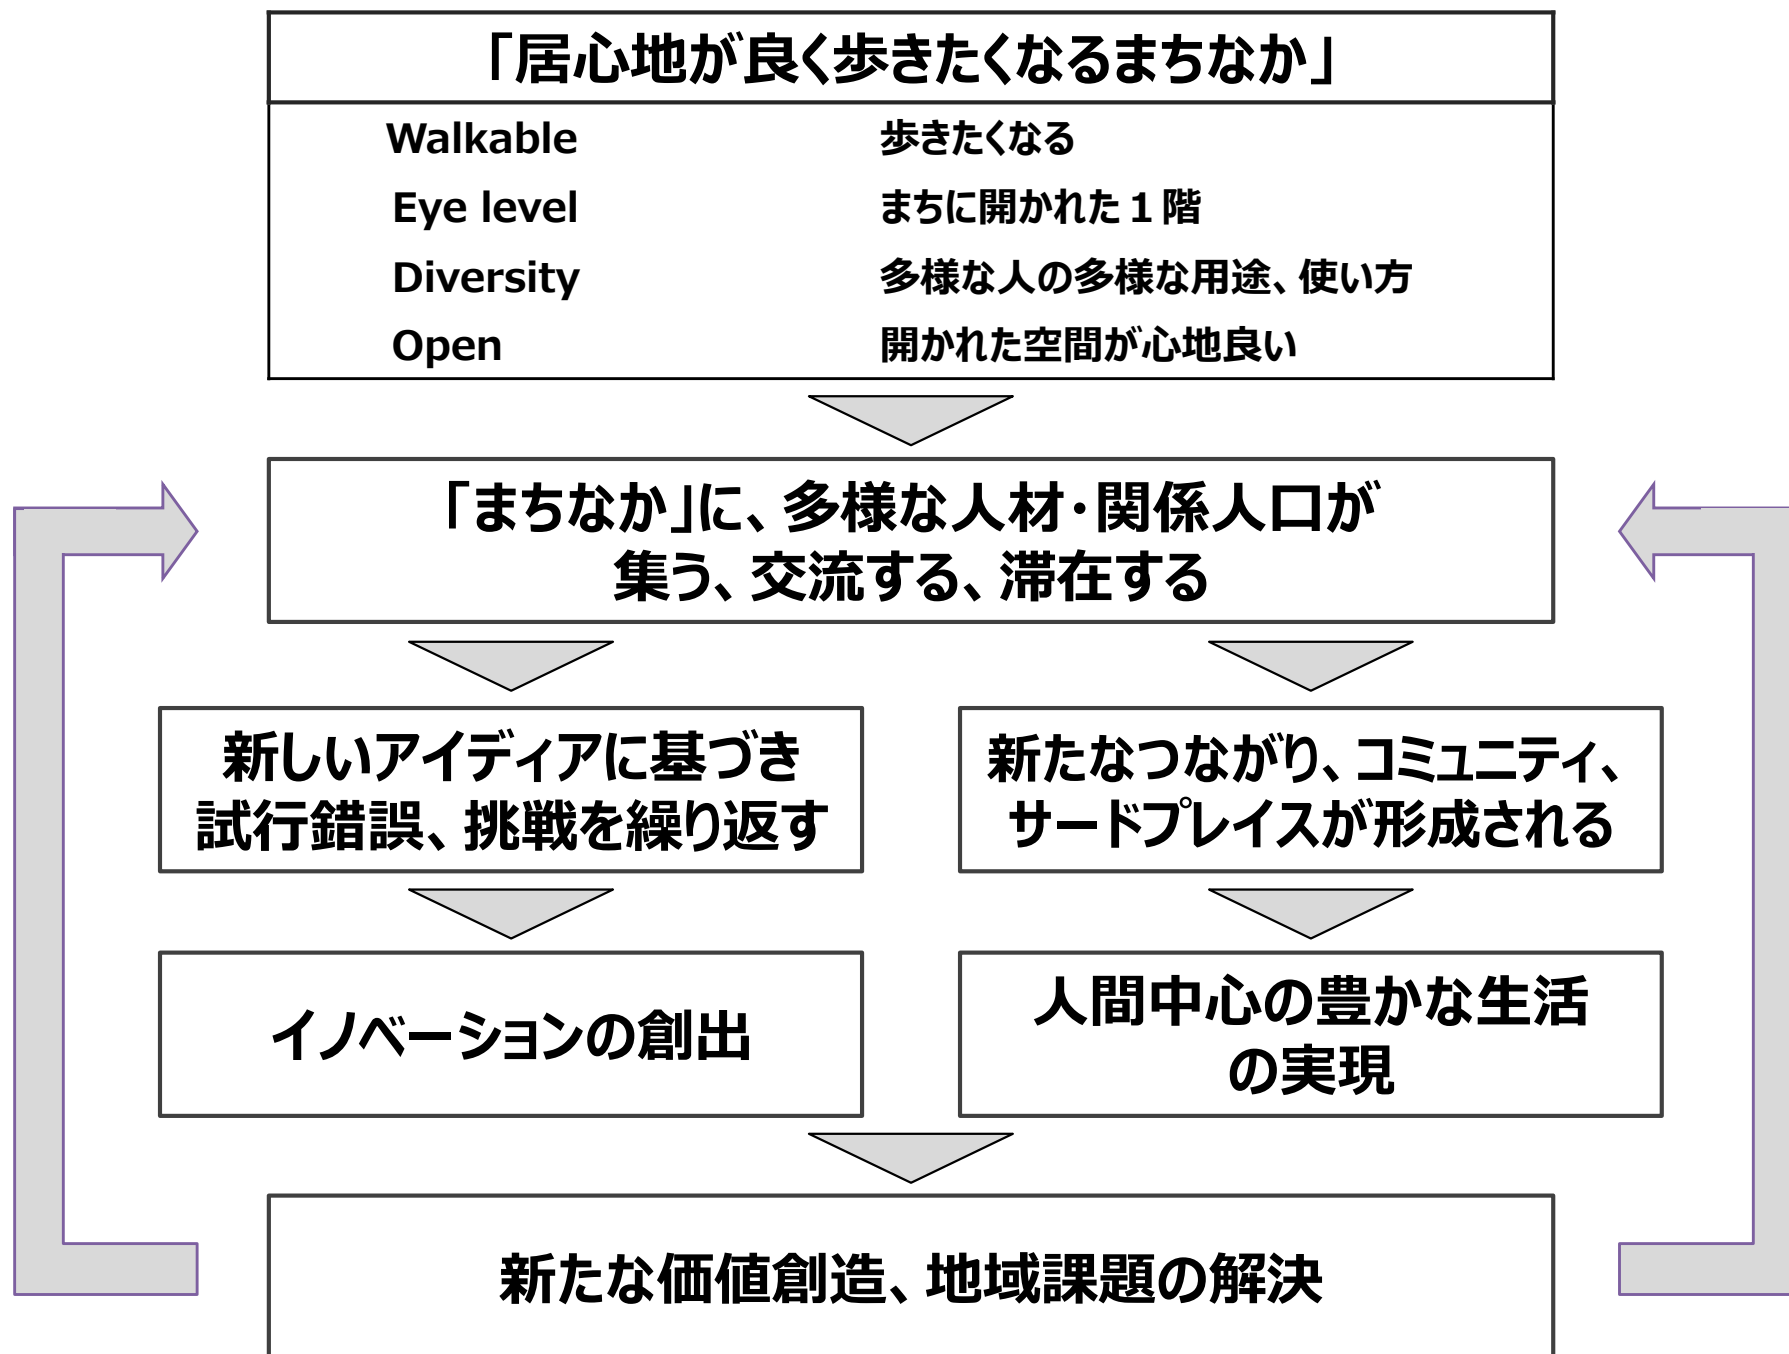 「居心地が良く歩きたくなるまちなか」
Walkable 歩きたくなる
Eye level まちに開かれた１階
Diversity 多様な人の多様な用途、使い方
Open 開かれた空間が心地良い
「まちなか」に、多様な人材・関係人口が
集う、交流する、滞在する
新しいアイディアに基づき
試行錯誤、挑戦を繰り返す
新たなつながり、コミュニティ、
サードプレイスが形成される
イノベーションの創出
人間中心の豊かな生活
の実現
新たな価値創造、地域課題の解決